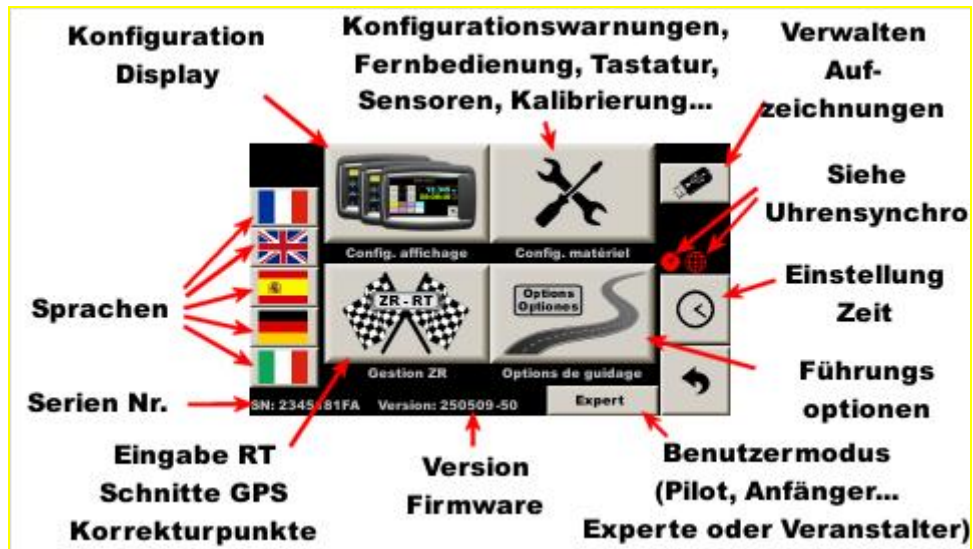 Konfiguration
Display
Konfigurationswarnungen,
Fernbedienung, Tastatur,
Sensoren, Kalibrierung...
Verwalten
Auf-
zeichnungen
Siehe
Uhrensynchro
Config. affichage
Config. matériel
Sprachen
Einstellung
Zeit
ZR - RT
Options
Optiones
Gestion ZR
Options de guidage
Führungs
optionen
Serien Nr.
Version: 250509-50
Expert
Eingabe RT
Schnitte GPS
Korrekturpunkte
Version
Firmware
Benutzermodus
(Pilot, Anfänger...
Experte oder Veranstalter)